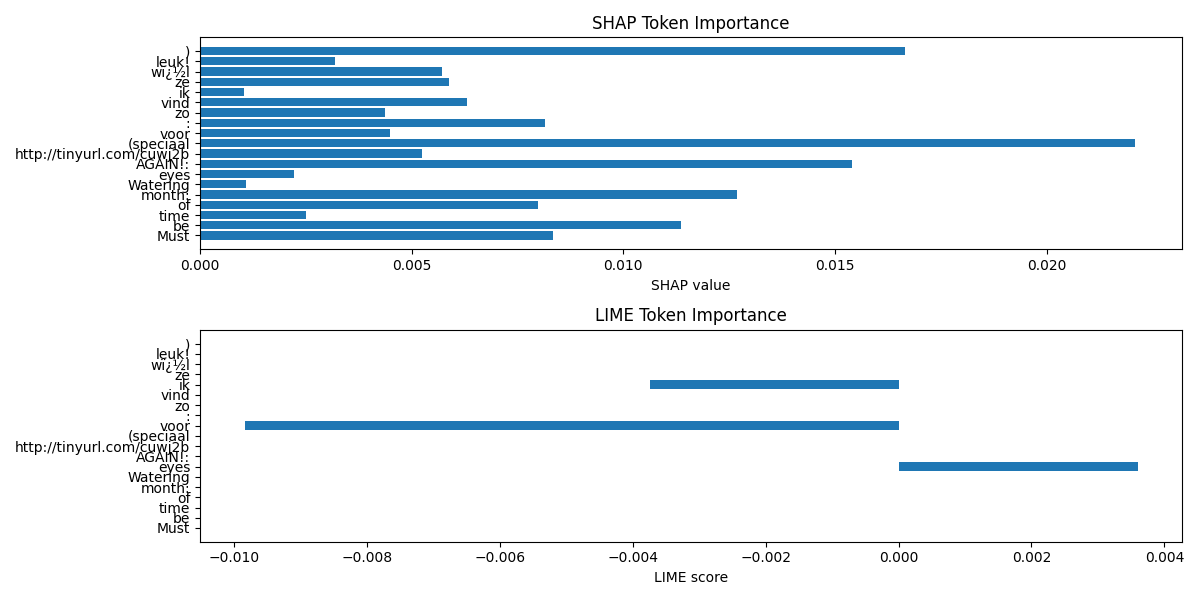 SHAP Token Importance
)
leuk!
wï¿½l
ze
ik
vind
zo
:
voor
(speciaal
http://tinyurl.com/cuwj2b
AGAIN!:
eyes
Watering
month:
of
time
be
Must
0.000 0.005 0.010 0.015 0.020
SHAP value
LIME Token Importance
)
leuk!
wï¿½l
ze
ik
vind
zo
:
voor
(speciaal
http://tinyurl.com/cuwj2b
AGAIN!:
eyes
Watering
month:
of
time
be
Must
−0.010 −0.008 −0.006 −0.004 −0.002 0.000 0.002 0.004
LIME score